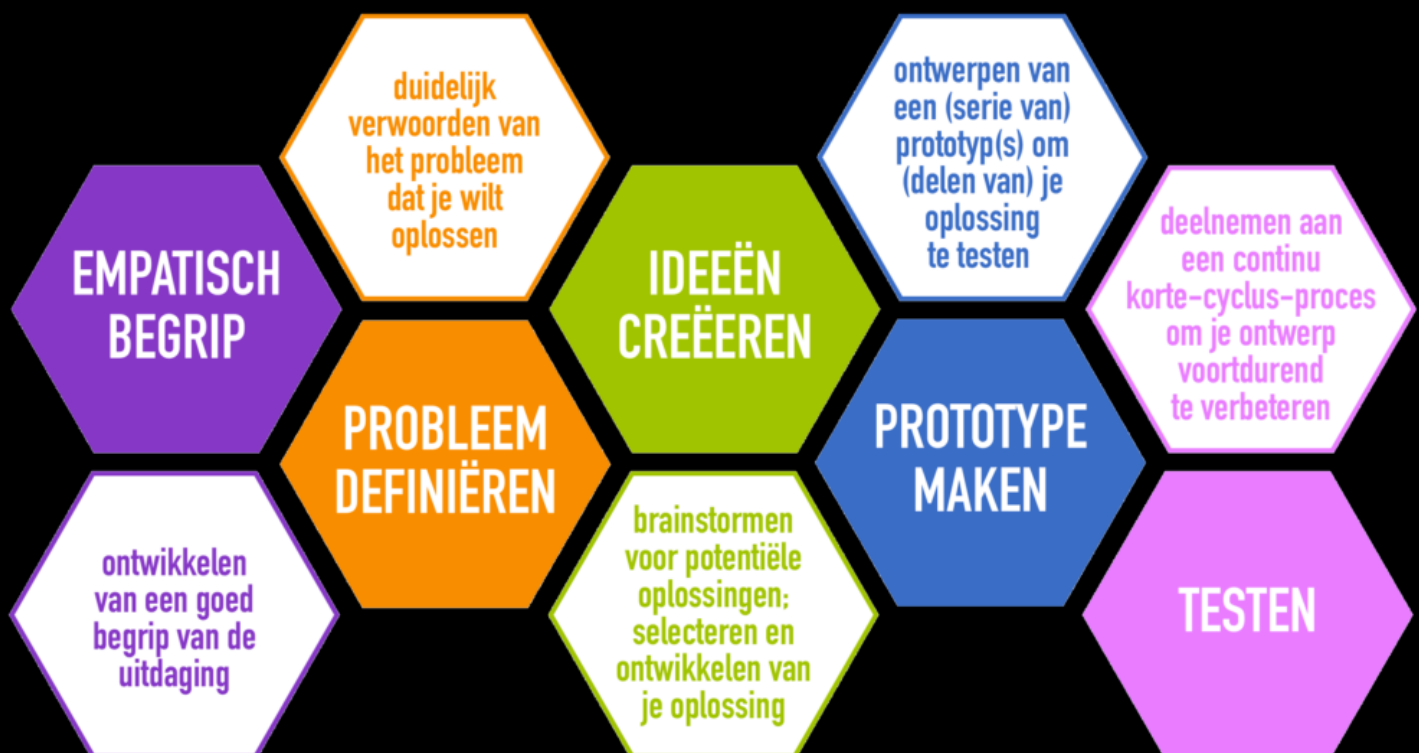 EMPATISCH
BEGRIP
ontwikkelen
van een goed
begrip van de
uitdaging
duidelijk
verwoorden van
het probleem
dat je wilt
oplossen
PROBLEEM
DEFINIËREN
IDEEËN
CREËEREN
brainstormen
voor potentiële
oplossingen;
selecteren en
ontwikkelen van
je oplossing
ontwerpen van
een (serie van)
prototyp(s) om
(delen van) je
oplossing
te testen
PROTOTYPE
MAKEN
deelnemen aan
een continu
korte-cyclus-proces
om je ontwerp
voortdurend
te verbeteren
TESTEN